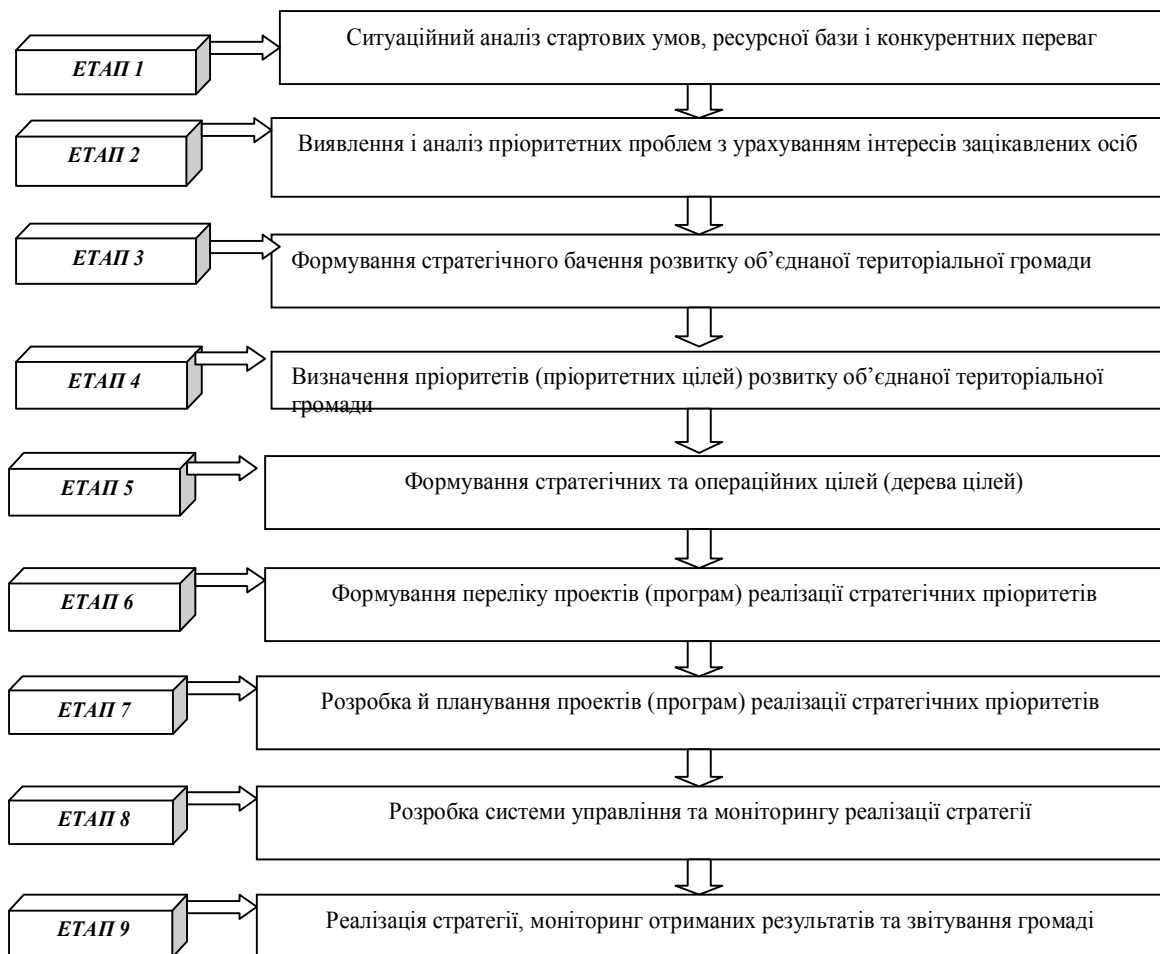 ЕТАП 1
Ситуаційний аналіз стартових умов, ресурсної бази і конкурентних переваг
ЕТАП 2
Виявлення і аналіз пріоритетних проблем з урахуванням інтересів зацікавлених осіб
ЕТАП 3
Формування стратегічного бачення розвитку об’єднаної територіальної громади
ЕТАП 4
Визначення пріоритетів (пріоритетних цілей) розвитку об’єднаної територіальної
громади
ЕТАП 5
Формування стратегічних та операційних цілей (дерева цілей)
ЕТАП 6
Формування переліку проектів (програм) реалізації стратегічних пріоритетів
ЕТАП 7
Розробка й планування проектів (програм) реалізації стратегічних пріоритетів
ЕТАП 8
Розробка системи управління та моніторингу реалізації стратегії
ЕТАП 9
Реалізація стратегії, моніторинг отриманих результатів та звітування громаді